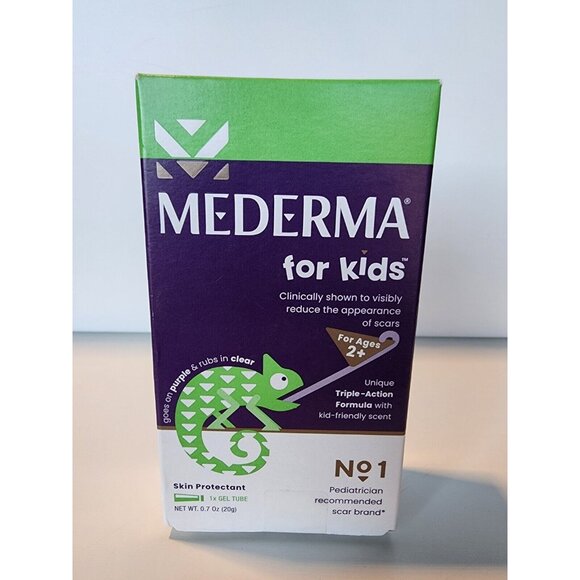 MEDERMA®
for kids™
Clinically shown to visibly
reduce the appearance
of scars
For Ages
2+
goes on purple & rubs in clear
Unique
Triple-Action
Formula with
kid-friendly scent
Skin Protectant
1x GEL TUBE
NET WT. 0.7 Oz (20g)
Nº1
Pediatrician
recommended
scar brand*